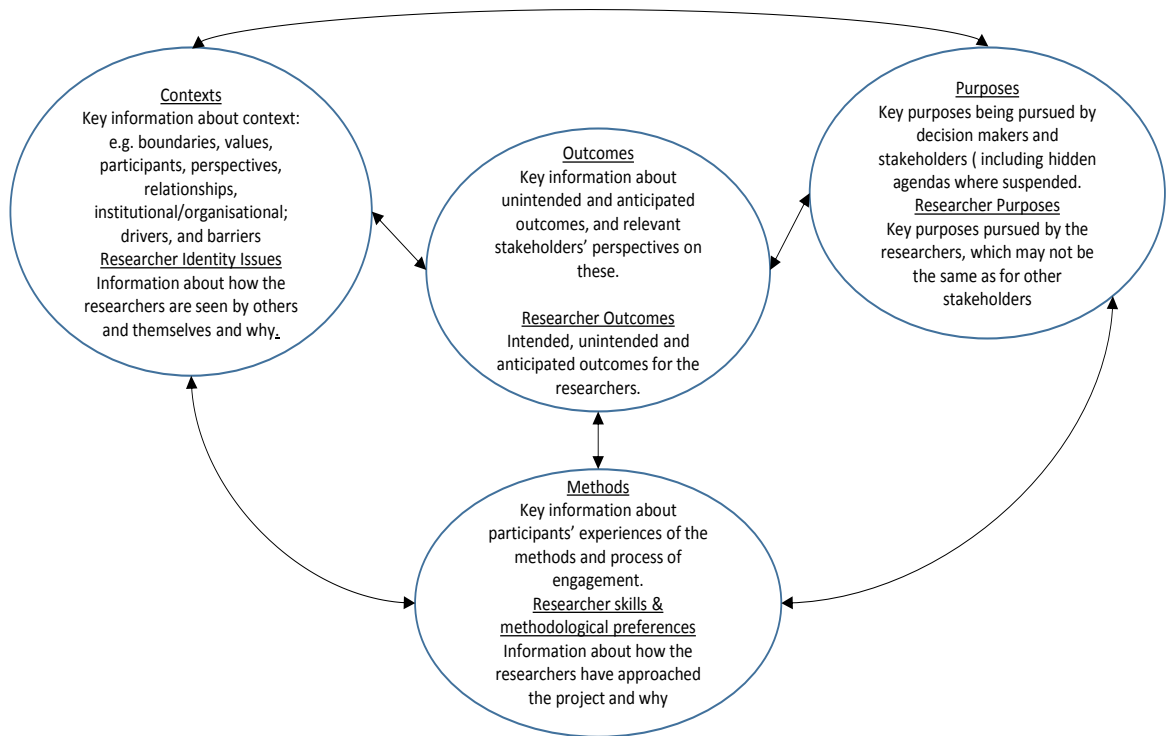 Contexts
Key information about context:
e.g. boundaries, values,
participants, perspectives,
relationships,
institutional/organisational;
drivers, and barriers
Researcher Identity Issues
Information about how the
researchers are seen by others
and themselves and why.
Outcomes
Key information about
unintended and anticipated
outcomes, and relevant
stakeholders’ perspectives on
these.
Researcher Outcomes
Intended, unintended and
anticipated outcomes for the
researchers.
Purposes
Key purposes being pursued by
decision makers and
stakeholders ( including hidden
agendas where suspended.
Researcher Purposes
Key purposes pursued by the
researchers, which may not be
the same as for other
stakeholders
Methods
Key information about
participants’ experiences of the
methods and process of
engagement.
Researcher skills &
methodological preferences
Information about how the
researchers have approached
the project and why